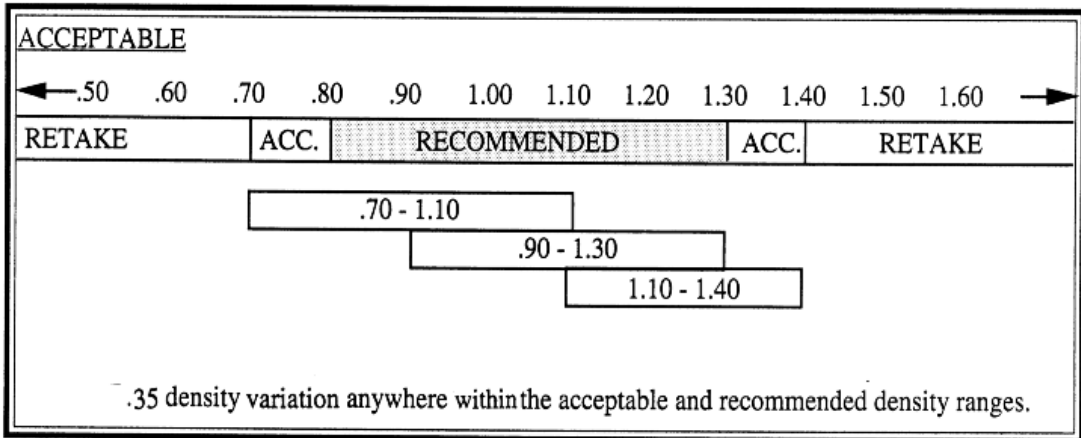 ACCEPTABLE
.50 .60 .70 .80 .90 1.00 1.10 1.20 1.30 1.40 1.50 1.60
RETAKE ACC. RECOMMENDED ACC. RETAKE
.70 - 1.10
.90 - 1.30
1.10 - 1.40
.35 density variation anywhere within the acceptable and recommended density ranges.